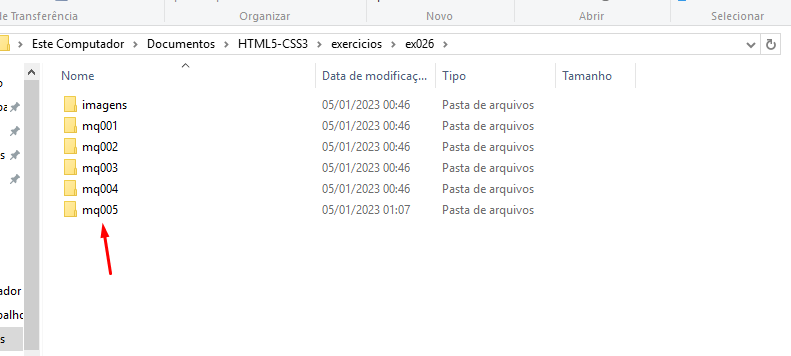 de Transferência Organizar Novo Abrir Selecionar
Este Computador > Documentos > HTML5-CSS3 > exercicios > ex026 >
Nome Data de modificaç... Tipo Tamanho
imagens 05/01/2023 00:46 Pasta de arquivos
mq001 05/01/2023 00:46 Pasta de arquivos
mq002 05/01/2023 00:46 Pasta de arquivos
mq003 05/01/2023 00:46 Pasta de arquivos
mq004 05/01/2023 00:46 Pasta de arquivos
mq005 05/01/2023 01:07 Pasta de arquivos
ador
balho
s